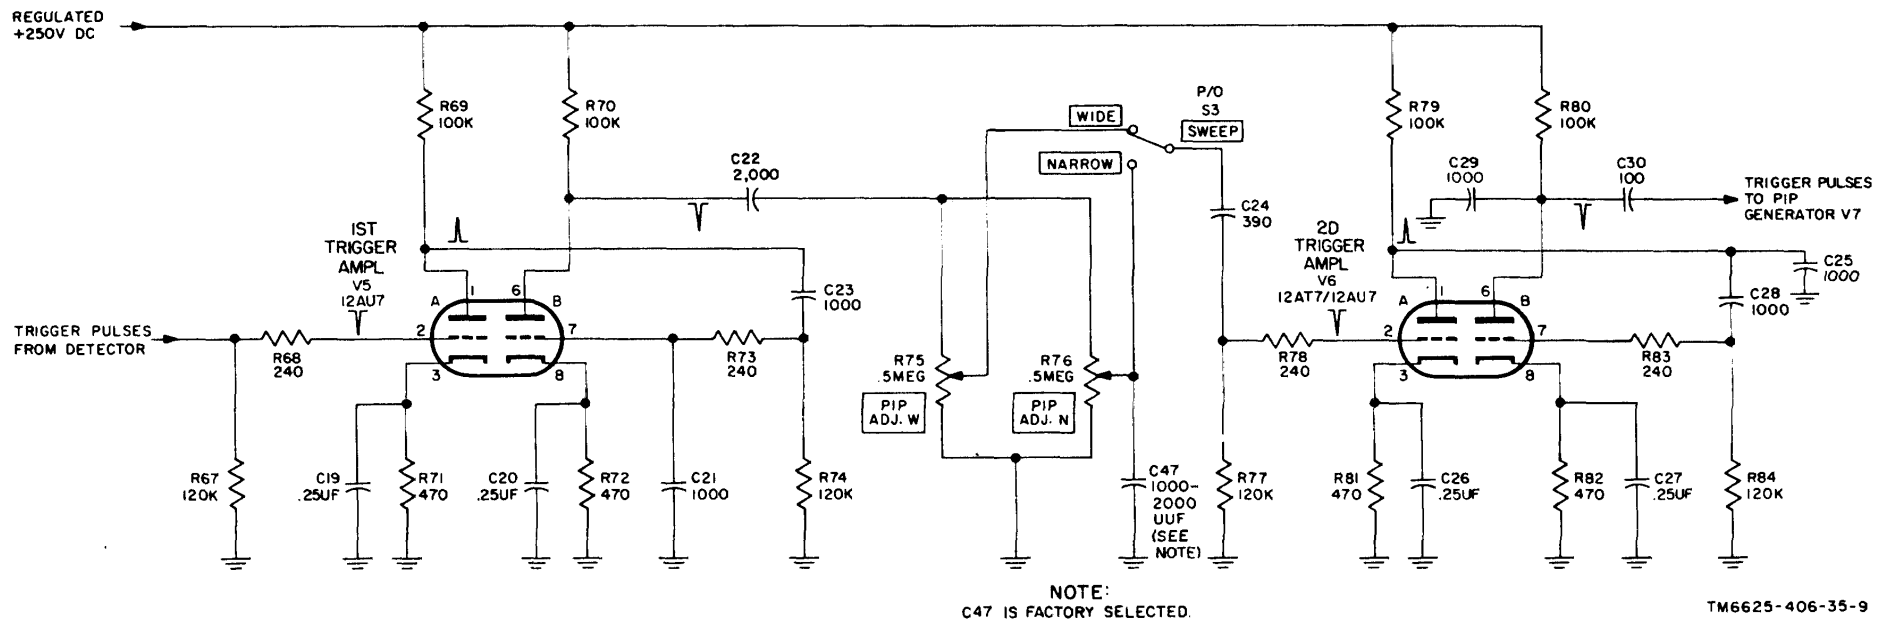 REGULATED
+250V DC
R69
100K
R70
100K
C22
2,000
WIDE
NARROW
P/O
S3
SWEEP
R79
100K
R80
100K
C29
1000
C30
100
TRIGGER PULSES
TO PIP
GENERATOR V7
C24
390
1ST
TRIGGER
AMPL
V5
12AU7
A
1
6
B
2
7
3
8
C23
1000
2D
TRIGGER
AMPL
V6
12AT7/12AU7
A
1
6
B
2
7
3
8
C25
1000
C28
1000
TRIGGER PULSES
FROM DETECTOR
R68
240
R73
240
R75
.5MEG
PIP
ADJ. W
R76
.5MEG
PIP
ADJ. N
R78
240
R83
240
R67
120K
C19
.25UF
R71
470
C20
.25UF
R72
470
C21
1000
R74
120K
C47
1000-
2000
UUF
(SEE
NOTE)
R77
120K
R81
470
C26
.25UF
R82
470
C27
.25UF
R84
120K
NOTE:
C47 IS FACTORY SELECTED.
TM6625-406-35-9